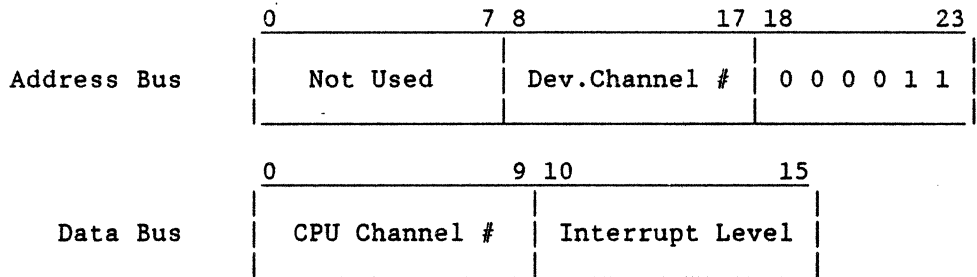 0 7 8 17 18 23
Address Bus Not Used Dev.Channel # 0 0 0 0 1 1
0 9 10 15
Data Bus CPU Channel # Interrupt Level